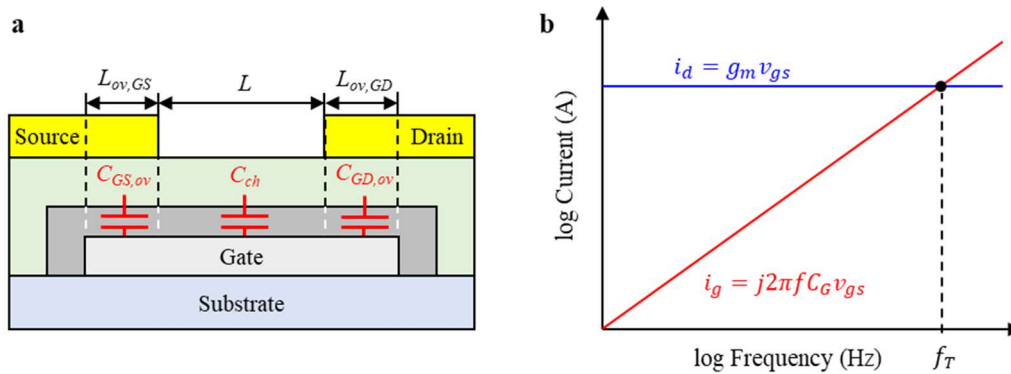 a
L_{ov,GS}
L
L_{ov,GD}
Source
Drain
C_{GS,ov}
C_{ch}
C_{GD,ov}
Gate
Substrate
b
log Current (A)
i_d = g_m v_{gs}
i_g = j2πfC_G v_{gs}
log Frequency (Hz)
f_T